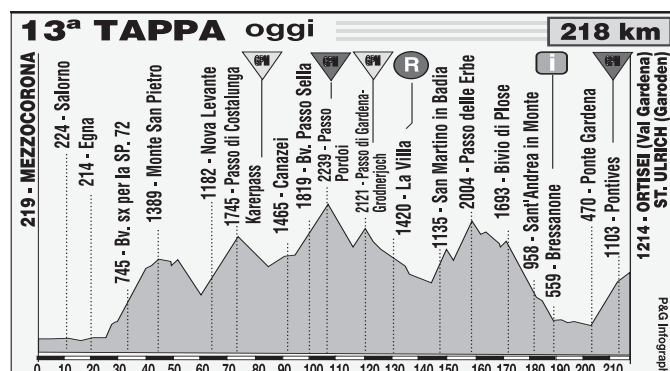 13ª TAPPA oggi
218 km
219 - MEZZOCORONA
224 - Salorno
214 - Egna
745 - Bv. sx per la SP. 72
1389 - Monte San Pietro
1182 - Nova Levante
1745 - Passo di Costalunga
Karerpass
GPM
1465 - Canazei
1819 - Bv. Passo Sella
2239 - Passo
Pordoi
GPM
2121 - Passo di Gardena-
Grodnerjoch
GPM
1420 - La Villa
R
1135 - San Martino in Badia
2004 - Passo delle Erbe
1693 - Bivio di Plose
958 - Sant'Andrea in Monte
559 - Bressanone
i
470 - Ponte Gardena
1103 - Pontives
GPM
1214 - ORTISEI (Val Gardena)
ST. ULRICH (Garoden)
0 10 20 30 40 50 60 70 80 90 100 110 120 130 140 150 160 170 180 190 200 210
P&G Infograph